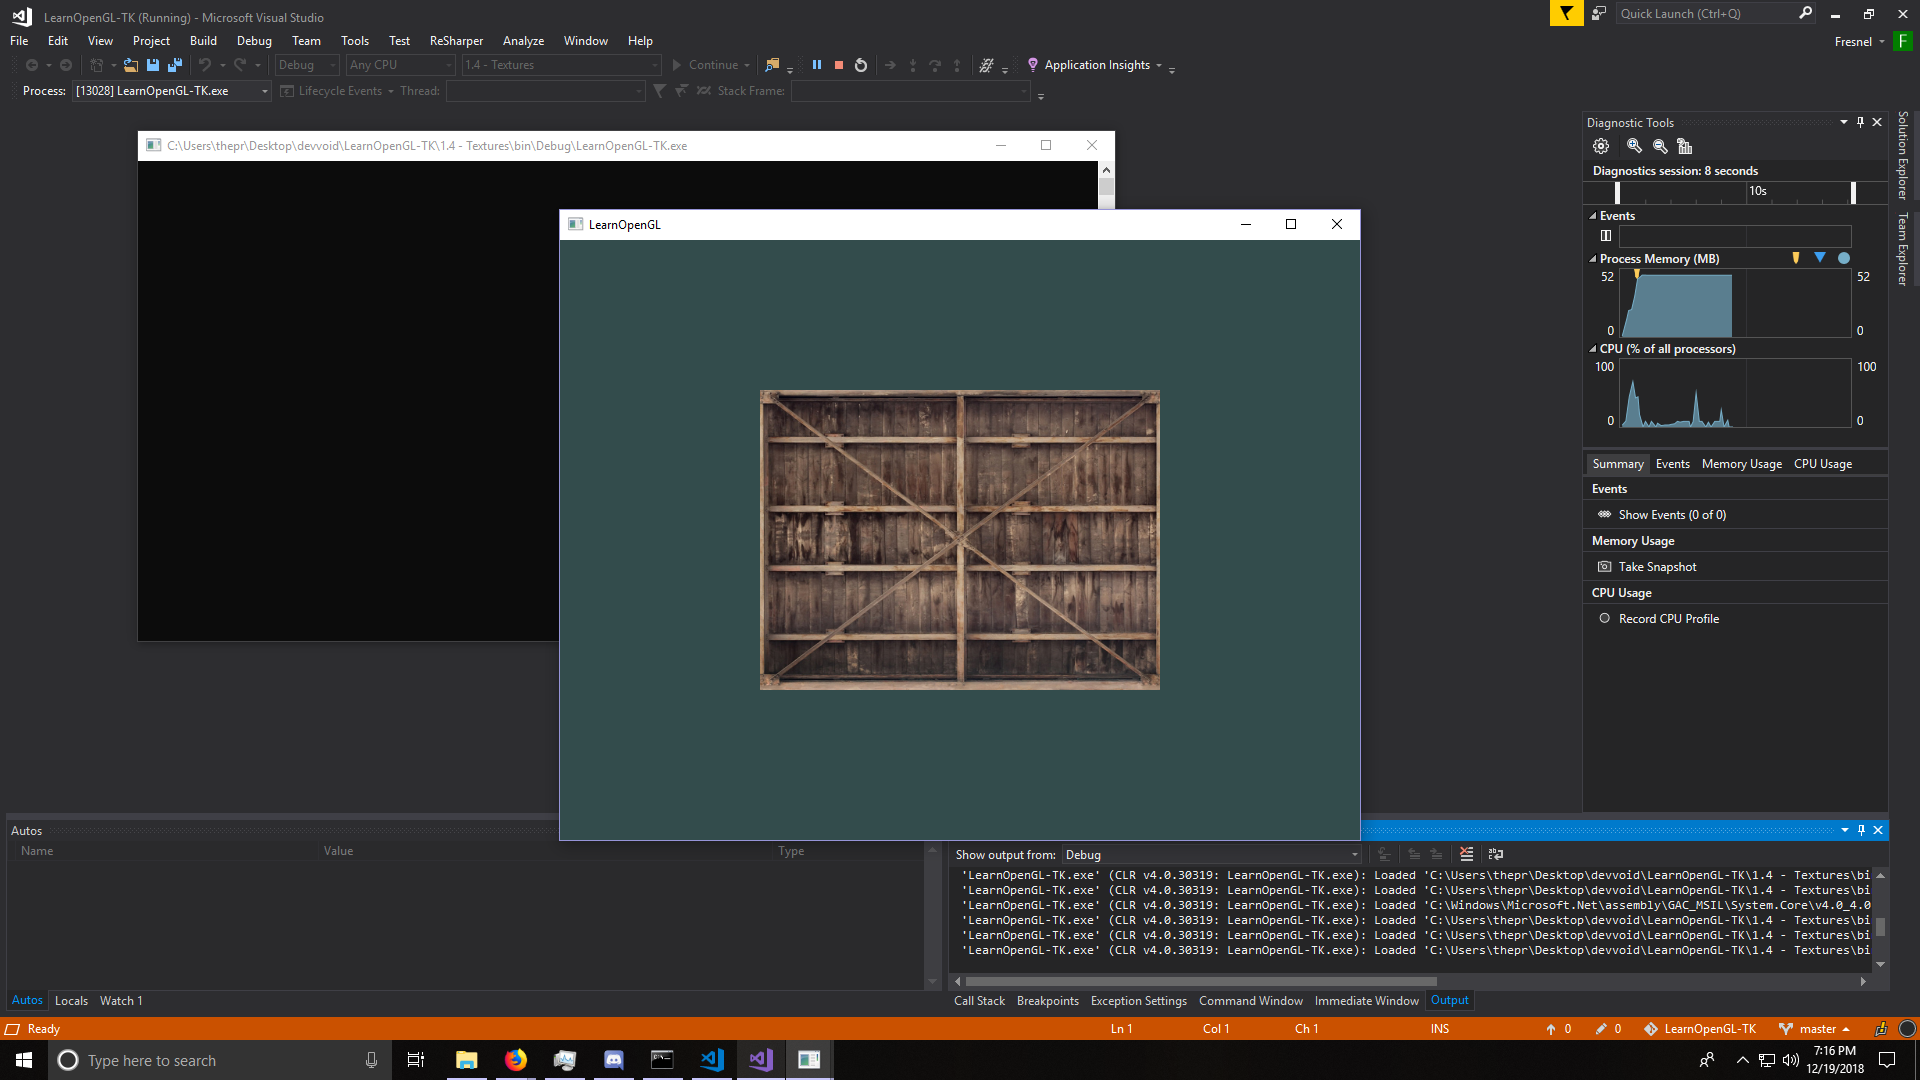 LearnOpenGL-TK (Running) - Microsoft Visual Studio
Quick Launch (Ctrl+Q)
File Edit View Project Build Debug Team Tools Test ReSharper Analyze Window Help
Fresnel F
Debug Any CPU 1.4 - Textures Continue Application Insights
Process: [13028] LearnOpenGL-TK.exe Lifecycle Events Thread: Stack Frame:
C:\Users\thepr\Desktop\devvoid\LearnOpenGL-TK\1.4 - Textures\bin\Debug\LearnOpenGL-TK.exe
LearnOpenGL
Diagnostic Tools
Diagnostics session: 8 seconds
10s
Events
Process Memory (MB)
52 52
0 0
CPU (% of all processors)
100 100
0 0
Summary Events Memory Usage CPU Usage
Events
Show Events (0 of 0)
Memory Usage
Take Snapshot
CPU Usage
Record CPU Profile
Solution Explorer
Team Explorer
Autos
Name Value Type
Autos Locals Watch 1
Show output from: Debug
'LearnOpenGL-TK.exe' (CLR v4.0.30319: LearnOpenGL-TK.exe): Loaded 'C:\Users\thepr\Desktop\devvoid\LearnOpenGL-TK\1.4 - Textures\bi
'LearnOpenGL-TK.exe' (CLR v4.0.30319: LearnOpenGL-TK.exe): Loaded 'C:\Users\thepr\Desktop\devvoid\LearnOpenGL-TK\1.4 - Textures\bi
'LearnOpenGL-TK.exe' (CLR v4.0.30319: LearnOpenGL-TK.exe): Loaded 'C:\Windows\Microsoft.Net\assembly\GAC_MSIL\System.Core\v4.0_4.0
'LearnOpenGL-TK.exe' (CLR v4.0.30319: LearnOpenGL-TK.exe): Loaded 'C:\Users\thepr\Desktop\devvoid\LearnOpenGL-TK\1.4 - Textures\bi
'LearnOpenGL-TK.exe' (CLR v4.0.30319: LearnOpenGL-TK.exe): Loaded 'C:\Users\thepr\Desktop\devvoid\LearnOpenGL-TK\1.4 - Textures\bi
'LearnOpenGL-TK.exe' (CLR v4.0.30319: LearnOpenGL-TK.exe): Loaded 'C:\Users\thepr\Desktop\devvoid\LearnOpenGL-TK\1.4 - Textures\bi
Call Stack Breakpoints Exception Settings Command Window Immediate Window Output
Ready Ln 1 Col 1 Ch 1 INS 0 0 LearnOpenGL-TK master
Type here to search
7:16 PM
12/19/2018